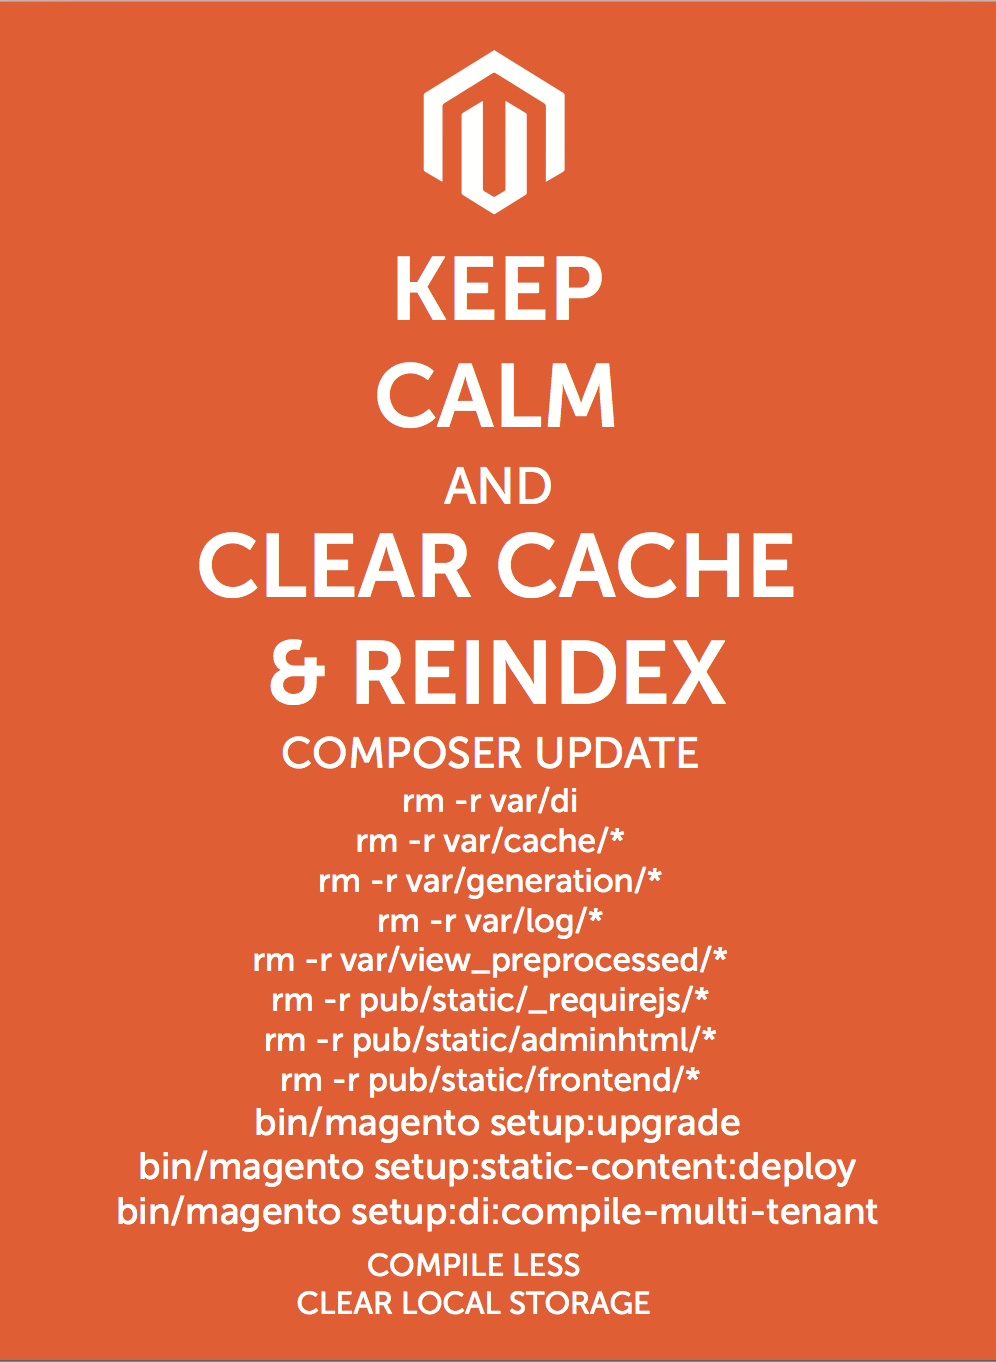 KEEP
CALM
AND
CLEAR CACHE
& REINDEX
COMPOSER UPDATE
rm -r var/di
rm -r var/cache/*
rm -r var/generation/*
rm -r var/log/*
rm -r var/view_preprocessed/*
rm -r pub/static/_requirejs/*
rm -r pub/static/adminhtml/*
rm -r pub/static/frontend/*
bin/magento setup:upgrade
bin/magento setup:static-content:deploy
bin/magento setup:di:compile-multi-tenant
COMPILE LESS
CLEAR LOCAL STORAGE